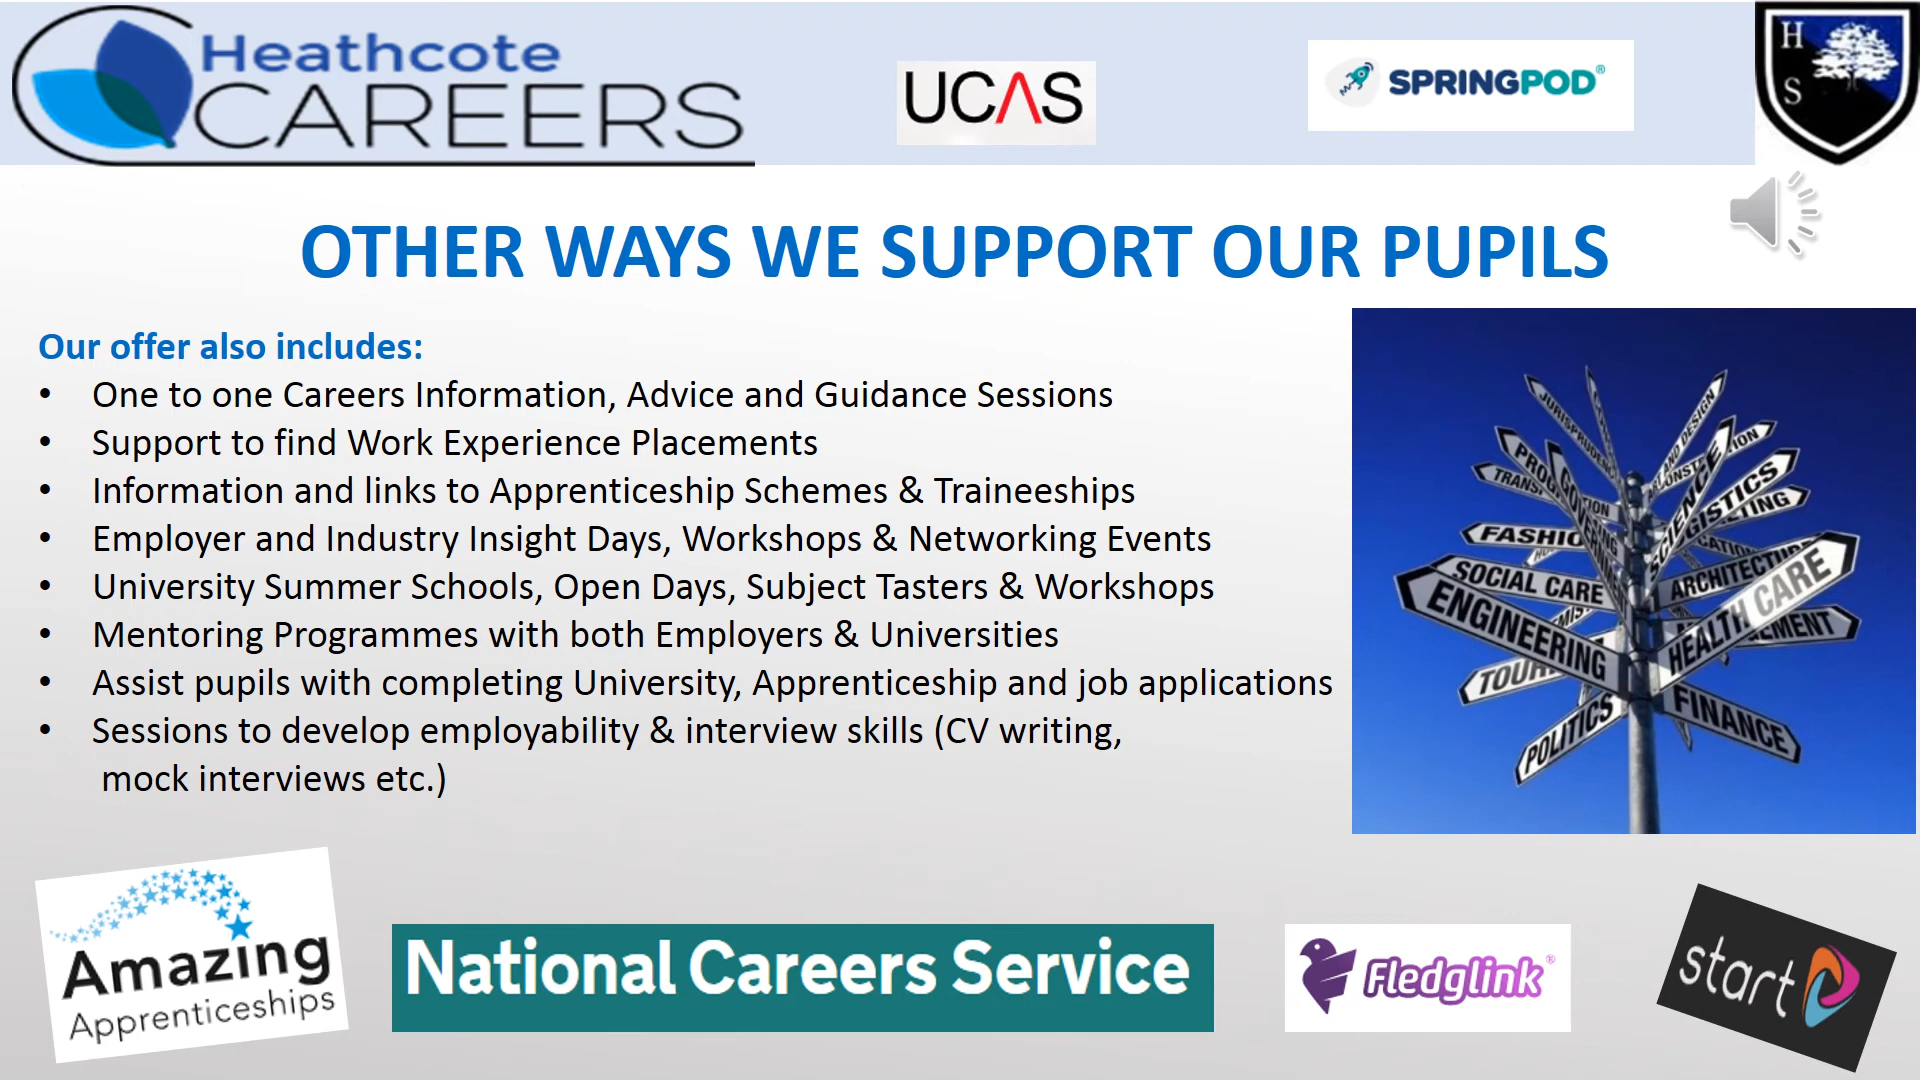 Heathcote
CAREERS
UCAS
SPRINGPOD®
H
S
OTHER WAYS WE SUPPORT OUR PUPILS
Our offer also includes:
• One to one Careers Information, Advice and Guidance Sessions
• Support to find Work Experience Placements
• Information and links to Apprenticeship Schemes & Traineeships
• Employer and Industry Insight Days, Workshops & Networking Events
• University Summer Schools, Open Days, Subject Tasters & Workshops
• Mentoring Programmes with both Employers & Universities
• Assist pupils with completing University, Apprenticeship and job applications
• Sessions to develop employability & interview skills (CV writing,
mock interviews etc.)
SCIENCE
FASHIO
SOCIAL CARE
ARCHITECTU
ENGINEERING
HEALTH CARE
EMENT
FINANCE
POLITICS
Amazing
Apprenticeships
National Careers Service
Fledglink®
start